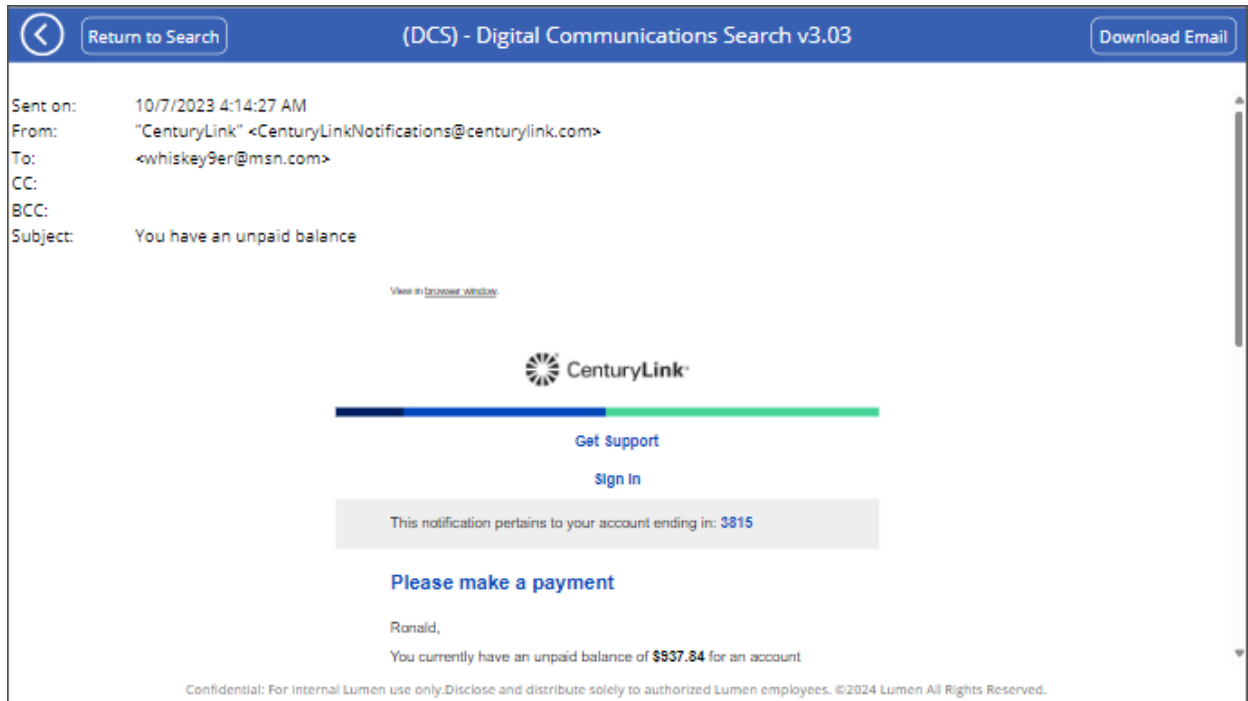 Return to Search
(DCS) - Digital Communications Search v3.03
Download Email
Sent on: 10/7/2023 4:14:27 AM
From: "CenturyLink" <CenturyLinkNotifications@centurylink.com>
To: <whiskey9er@msn.com>
CC:
BCC:
Subject: You have an unpaid balance
View in browser window.
CenturyLink
Get Support
Sign In
This notification pertains to your account ending in: 3815
Please make a payment
Ronald,
You currently have an unpaid balance of $937.84 for an account
Confidential: For internal Lumen use only.Disclose and distribute solely to authorized Lumen employees. ©2024 Lumen All Rights Reserved.